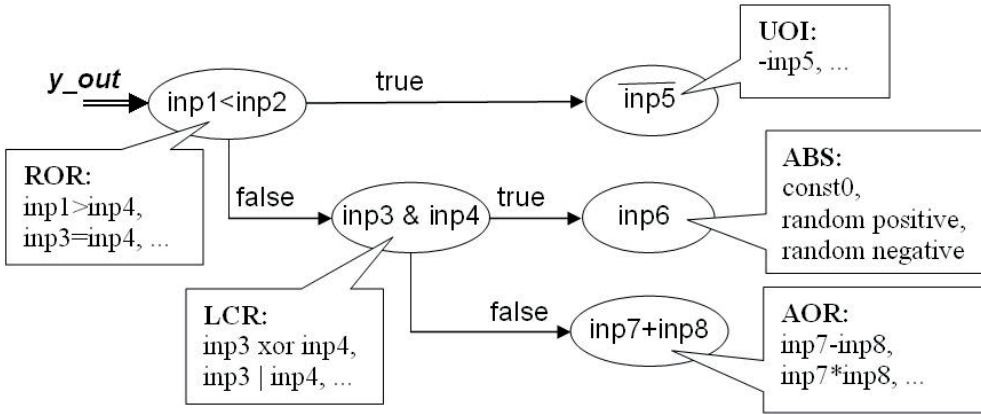 UOI:
-inp5, ...
y_out
inp1<inp2
true
i̅n̅p̅5̅
ROR:
inp1>inp4,
inp3=inp4, ...
false
inp3 & inp4
true
inp6
ABS:
const0,
random positive,
random negative
LCR:
inp3 xor inp4,
inp3 | inp4, ...
false
inp7+inp8
AOR:
inp7-inp8,
inp7*inp8, ...